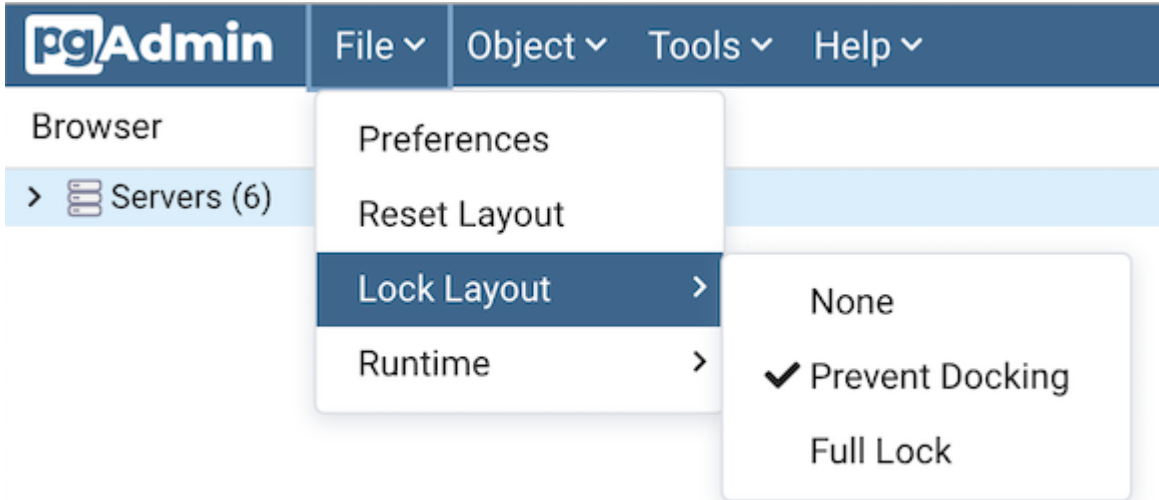 pgAdmin File Object Tools Help
Browser
Servers (6)
Preferences
Reset Layout
Lock Layout
Runtime
None
Prevent Docking
Full Lock